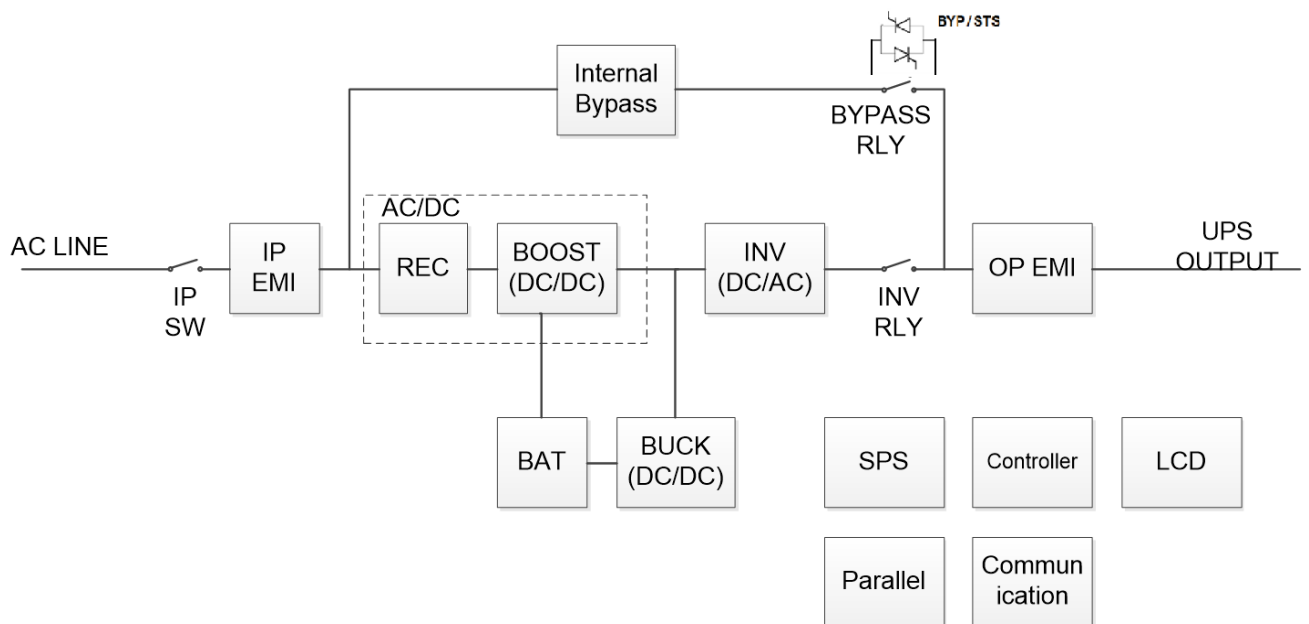 BYP / STS
Internal
Bypass
BYPASS
RLY
AC/DC
AC LINE
IP
EMI
REC
BOOST
(DC/DC)
INV
(DC/AC)
OP EMI
UPS
OUTPUT
IP
SW
INV
RLY
BAT
BUCK
(DC/DC)
SPS
Controller
LCD
Parallel
Commun
ication